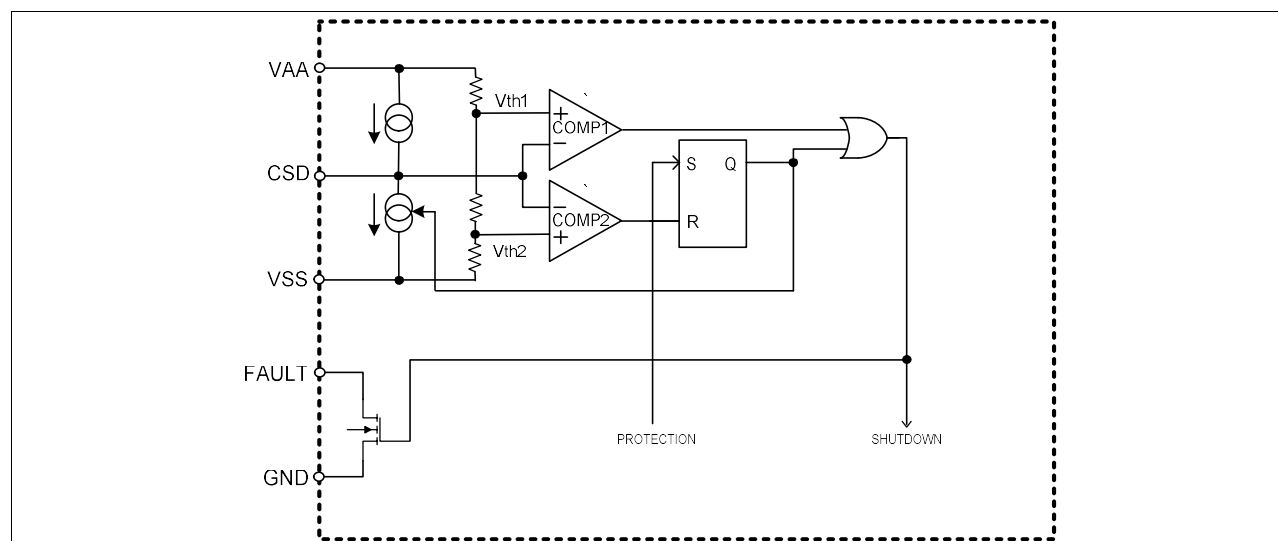 VAA
Vth1
+
COMP1
−
S Q
CSD
−
COMP2
R
+
Vth2
VSS
FAULT
PROTECTION
SHUTDOWN
GND